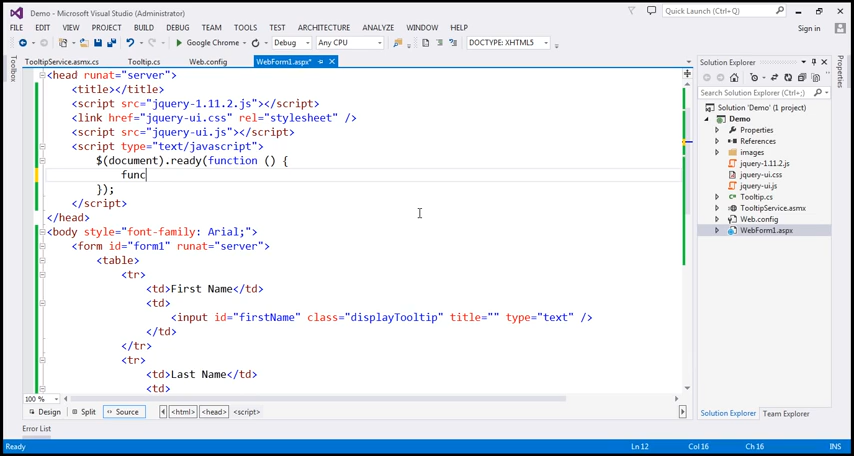 Demo - Microsoft Visual Studio (Administrator)
Quick Launch (Ctrl+Q)
FILE EDIT VIEW PROJECT BUILD DEBUG TEAM TOOLS TEST ARCHITECTURE ANALYZE WINDOW HELP
Sign in
Google Chrome Debug Any CPU DOCTYPE: XHTML5
Toolbox
TooltipService.asmx.cs Tooltip.cs Web.config WebForm1.aspx*
<head runat="server">
<title></title>
<script src="jquery-1.11.2.js"></script>
<link href="jquery-ui.css" rel="stylesheet" />
<script src="jquery-ui.js"></script>
<script type="text/javascript">
$(document).ready(function () {
func
});
</script>
</head>
<body style="font-family: Arial;">
<form id="form1" runat="server">
<table>
<tr>
<td>First Name</td>
<td>
<input id="firstName" class="displayTooltip" title="" type="text" />
</td>
</tr>
<tr>
<td>Last Name</td>
<td>
100 %
Design Split Source <html> <head> <script>
Solution Explorer
Search Solution Explorer (Ctrl+;)
Solution 'Demo' (1 project)
Demo
Properties
References
images
jquery-1.11.2.js
jquery-ui.css
jquery-ui.js
Tooltip.cs
TooltipService.asmx
Web.config
WebForm1.aspx
Solution Explorer Team Explorer
Properties
Error List
Ready Ln 12 Col 16 Ch 16 INS